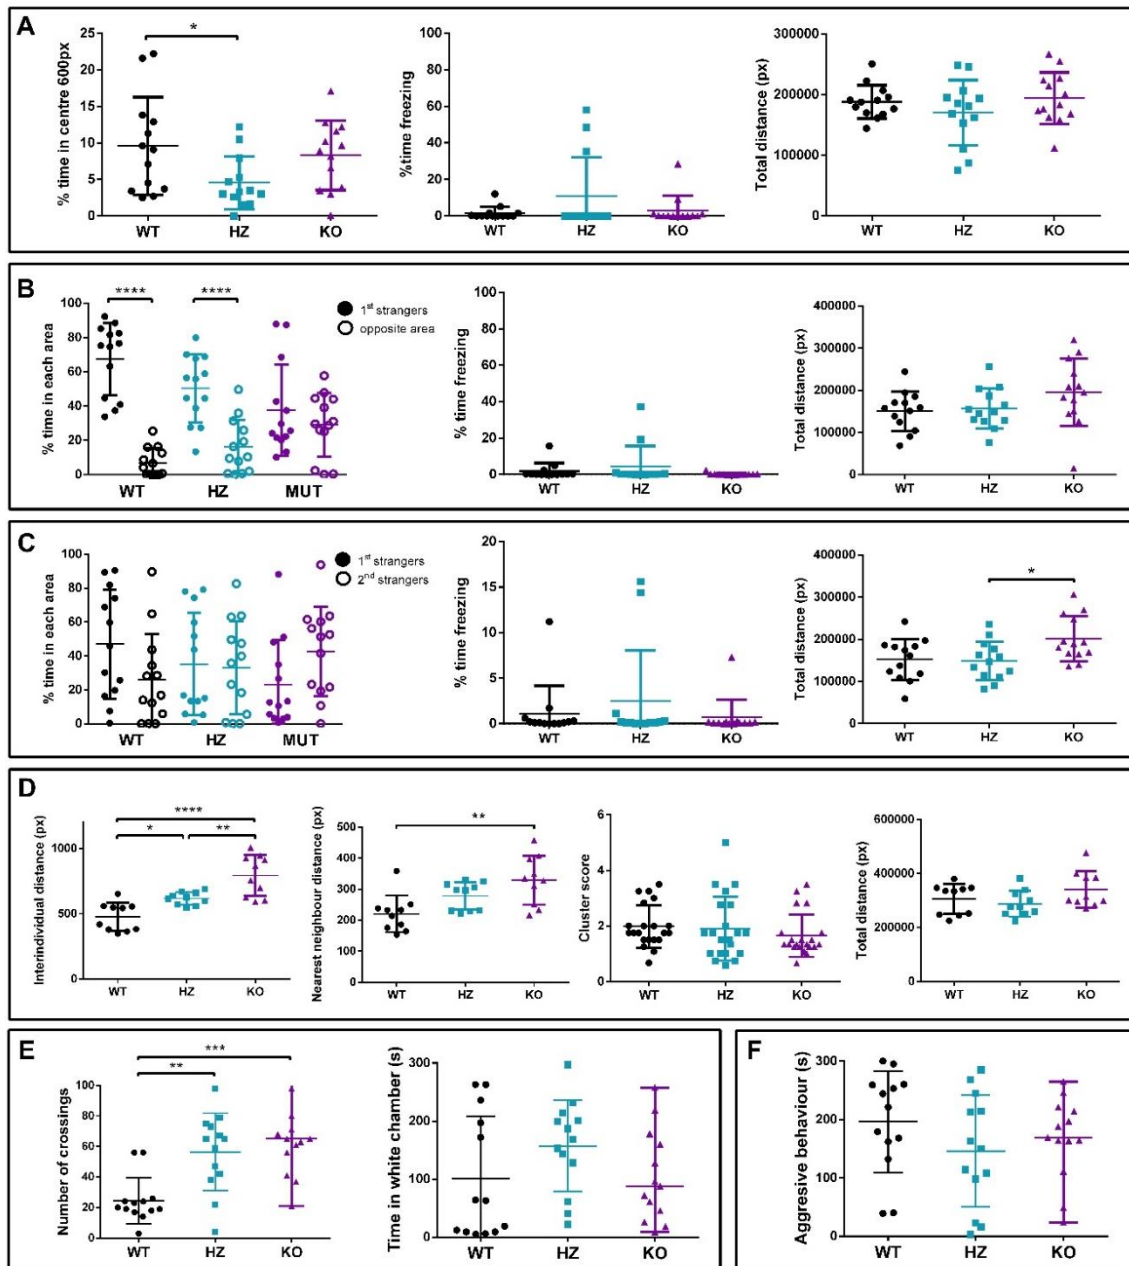 A
*
% time in centre 600px
25
20
15
10
5
0
WT HZ KO
%time freezing
100
80
60
40
20
0
WT HZ KO
Total distance (px)
300000
200000
100000
0
WT HZ KO
B
**** ****
1st strangers
opposite area
% time in each area
100
80
60
40
20
0
WT HZ MUT
% time freezing
100
80
60
40
20
0
WT HZ KO
Total distance (px)
400000
300000
200000
100000
0
WT HZ KO
C
1st strangers
2nd strangers
% time in each area
100
80
60
40
20
0
WT HZ MUT
% time freezing
20
15
10
5
0
WT HZ KO
*
Total distance (px)
400000
300000
200000
100000
0
WT HZ KO
D
****
* **
Interindividual distance (px)
1000
500
0
WT HZ KO
**
Nearest neighbour distance (px)
500
400
300
200
100
0
WT HZ KO
Cluster score
6
4
2
0
WT HZ KO
Total distance (px)
600000
400000
200000
0
WT HZ KO
E
***
**
Number of crossings
100
80
60
40
20
0
WT HZ KO
Time in white chamber (s)
300
200
100
0
WT HZ KO
F
Aggresive behaviour (s)
300
200
100
0
WT HZ KO